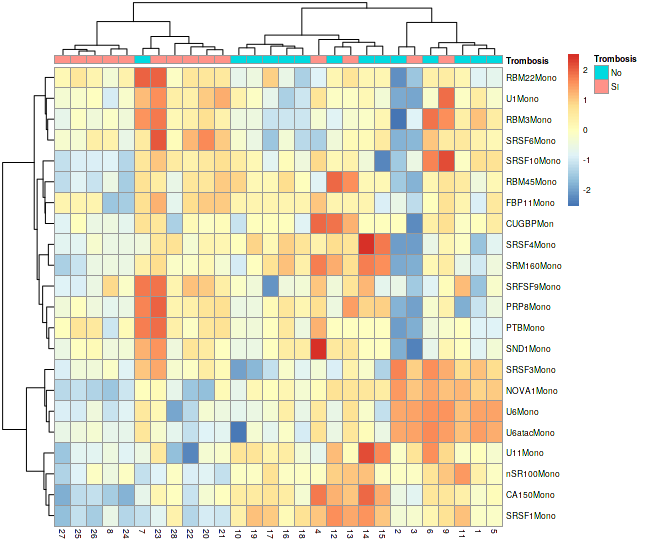 Trombosis
RBM22Mono
U1Mono
RBM3Mono
SRSF6Mono
SRSF10Mono
RBM45Mono
FBP11Mono
CUGBPMon
SRSF4Mono
SRM160Mono
SRFSF9Mono
PRP8Mono
PTBMono
SND1Mono
SRSF3Mono
NOVA1Mono
U6Mono
U6atacMono
U11Mono
nSR100Mono
CA150Mono
SRSF1Mono
27 25 26 8 24 7 23 28 22 20 21 10 19 17 16 18 4 12 13 14 15 2 3 6 9 11 1 5
2
1
0
-1
-2
Trombosis
No
SI